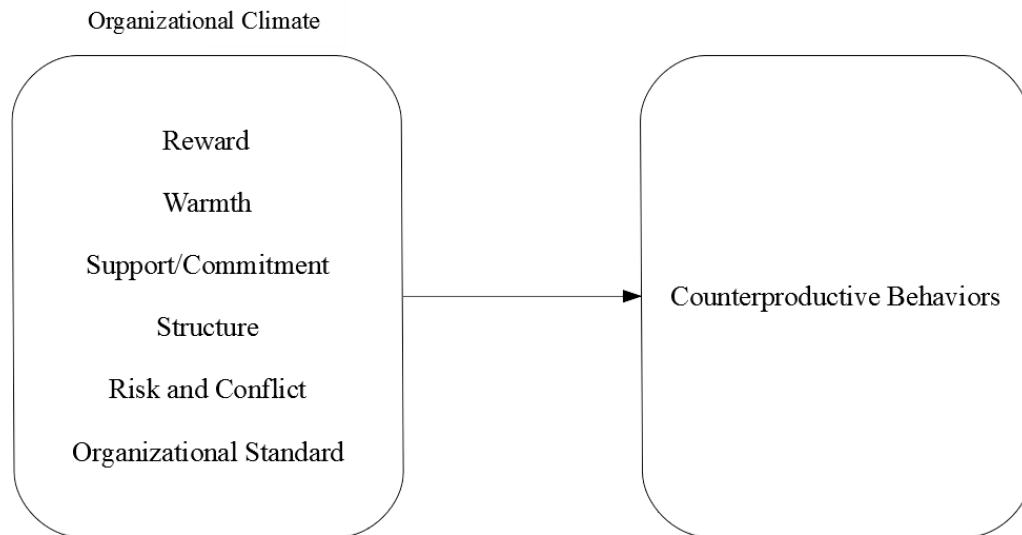 Organizational Climate
Reward
Warmth
Support/Commitment
Structure
Risk and Conflict
Organizational Standard
Counterproductive Behaviors